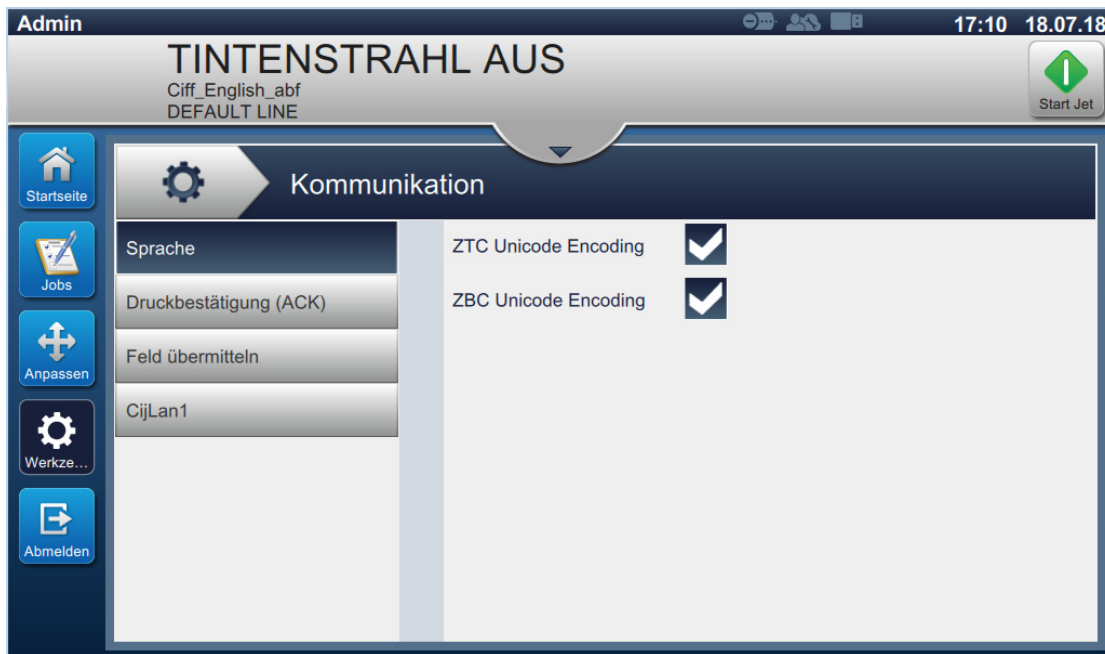 Admin
17:10 18.07.18
TINTENSTRAHL AUS
Ciff_English_abf
DEFAULT LINE
Start Jet
Startseite
Jobs
Anpassen
Werkze...
Abmelden
Kommunikation
Sprache
Druckbestätigung (ACK)
Feld übermitteln
CijLan1
ZTC Unicode Encoding
ZBC Unicode Encoding